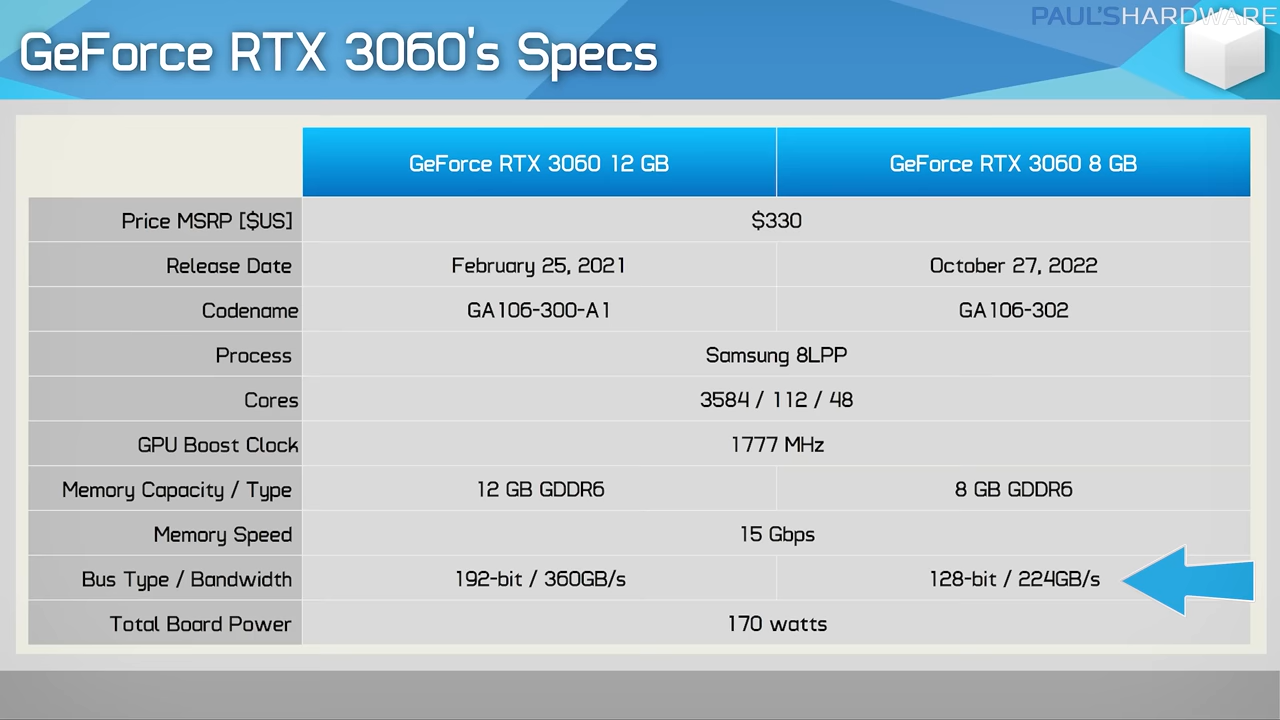 PAUL'SHARDWARE
GeForce RTX 3060's Specs
GeForce RTX 3060 12 GB GeForce RTX 3060 8 GB
Price MSRP [$US] $330
Release Date February 25, 2021 October 27, 2022
Codename GA106-300-A1 GA106-302
Process Samsung 8LPP
Cores 3584 / 112 / 48
GPU Boost Clock 1777 MHz
Memory Capacity / Type 12 GB GDDR6 8 GB GDDR6
Memory Speed 15 Gbps
Bus Type / Bandwidth 192-bit / 360GB/s 128-bit / 224GB/s
Total Board Power 170 watts